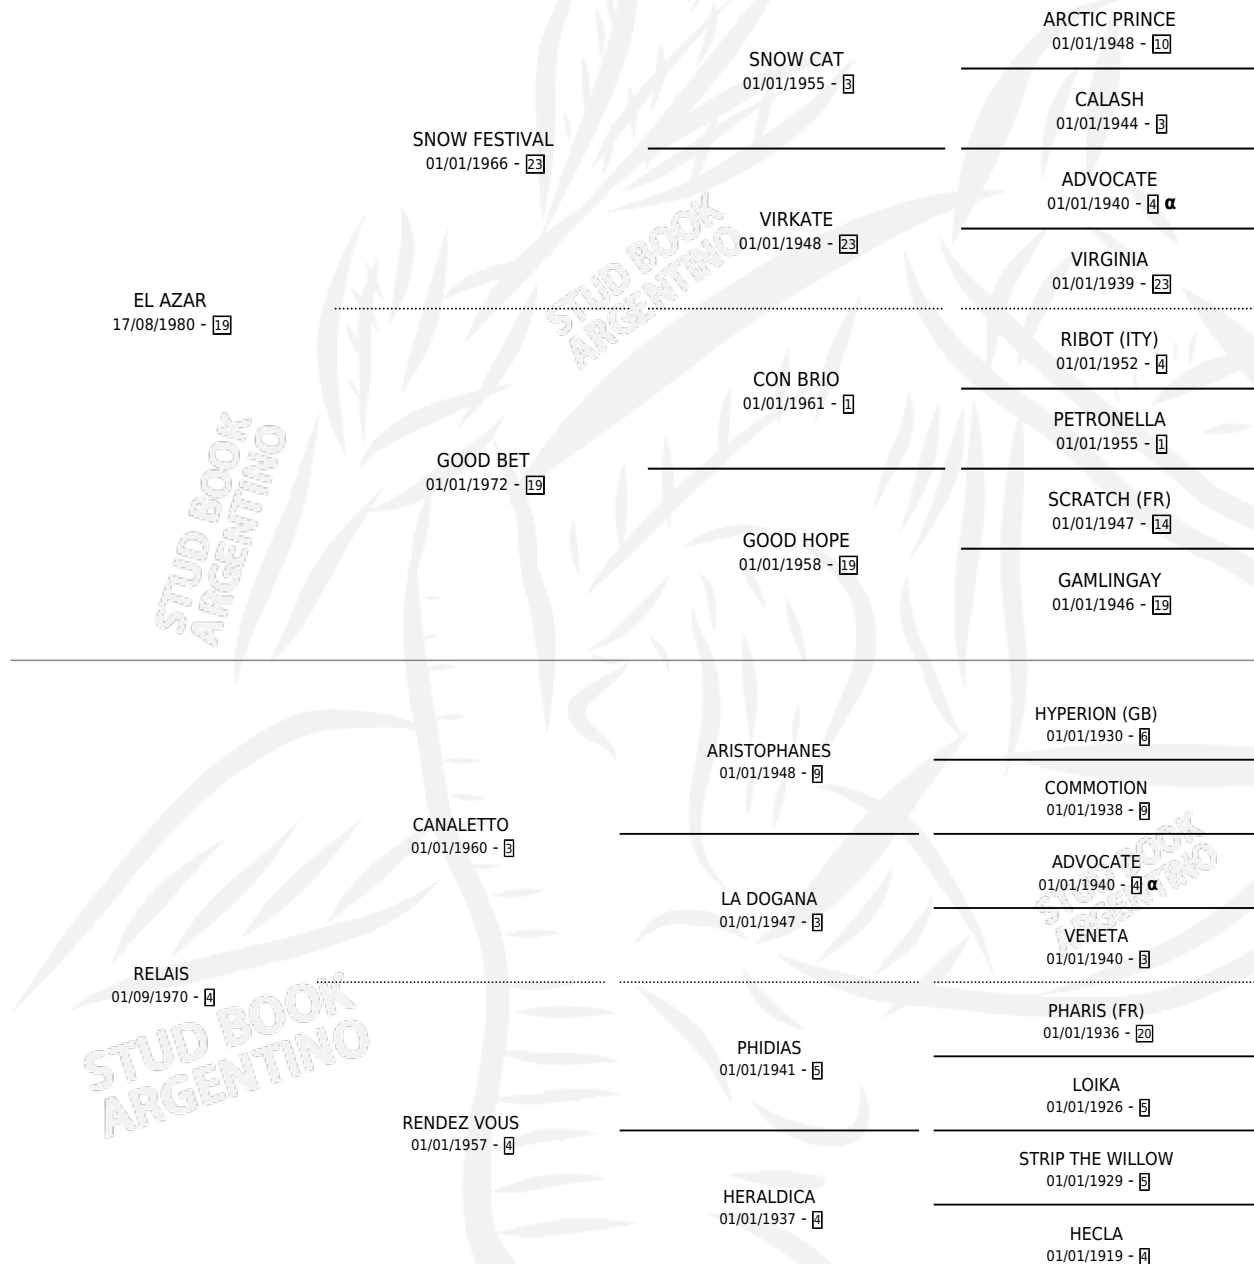 ARCTIC PRINCE
01/01/1948 - 10
SNOW CAT
01/01/1955 - 3
CALASH
01/01/1944 - 3
SNOW FESTIVAL
01/01/1966 - 23
ADVOCATE
01/01/1940 - 4 α
VIRKATE
01/01/1948 - 23
VIRGINIA
01/01/1939 - 23
EL AZAR
17/08/1980 - 19
RIBOT (ITY)
01/01/1952 - 4
CON BRIO
01/01/1961 - 1
PETRONELLA
01/01/1955 - 1
GOOD BET
01/01/1972 - 19
SCRATCH (FR)
01/01/1947 - 14
GOOD HOPE
01/01/1958 - 19
GAMLINGAY
01/01/1946 - 19
STUD BOOK
ARGENTINO
STUD BOOK
ARGENTINO
HYPERION (GB)
01/01/1930 - 6
ARISTOPHANES
01/01/1948 - 9
COMMOTION
01/01/1938 - 9
CANALETTO
01/01/1960 - 3
ADVOCATE
01/01/1940 - 4 α
LA DOGANA
01/01/1947 - 3
VENETA
01/01/1940 - 3
RELAIS
01/09/1970 - 4
PHARIS (FR)
01/01/1936 - 20
PHIDIAS
01/01/1941 - 5
LOIKA
01/01/1926 - 5
RENDEZ VOUS
01/01/1957 - 4
STRIP THE WILLOW
01/01/1929 - 5
HERALDICA
01/01/1937 - 4
HECLA
01/01/1919 - 4
STUD BOOK
ARGENTINO
STUD BOOK
ARGENTINO